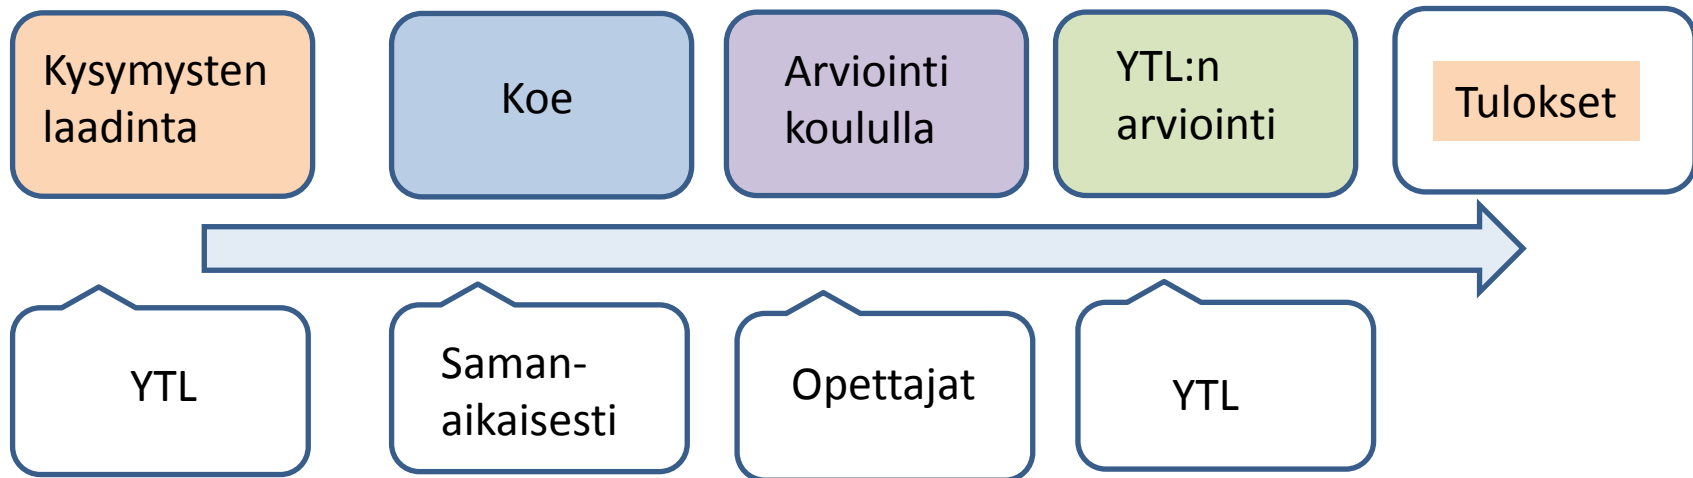 Kysymysten
laadinta
Koe
Arviointi
koululla
YTL:n
arviointi
Tulokset
YTL
Saman-
aikaisesti
Opettajat
YTL